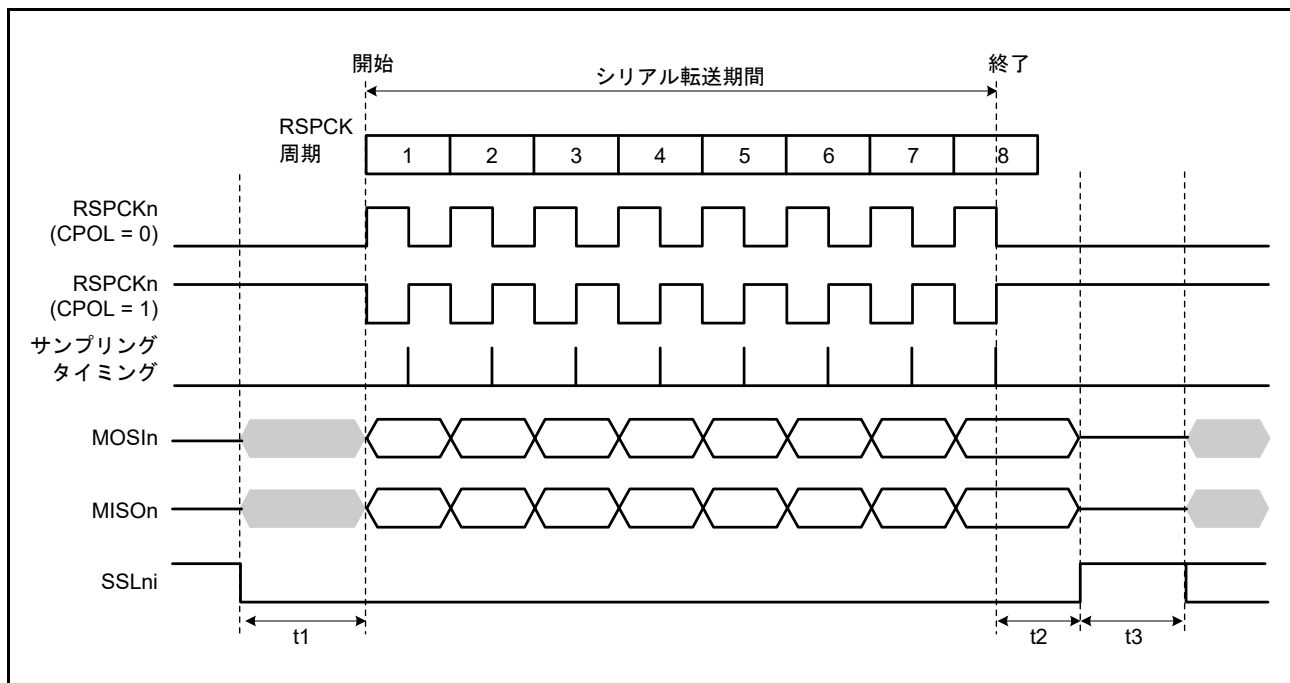 開始
シリアル転送期間
終了
RSPCK
周期
1 2 3 4 5 6 7 8
RSPCKn
(CPOL = 0)
RSPCKn
(CPOL = 1)
サンプリング
タイミング
MOSIn
MISOn
SSLni
t1
t2
t3